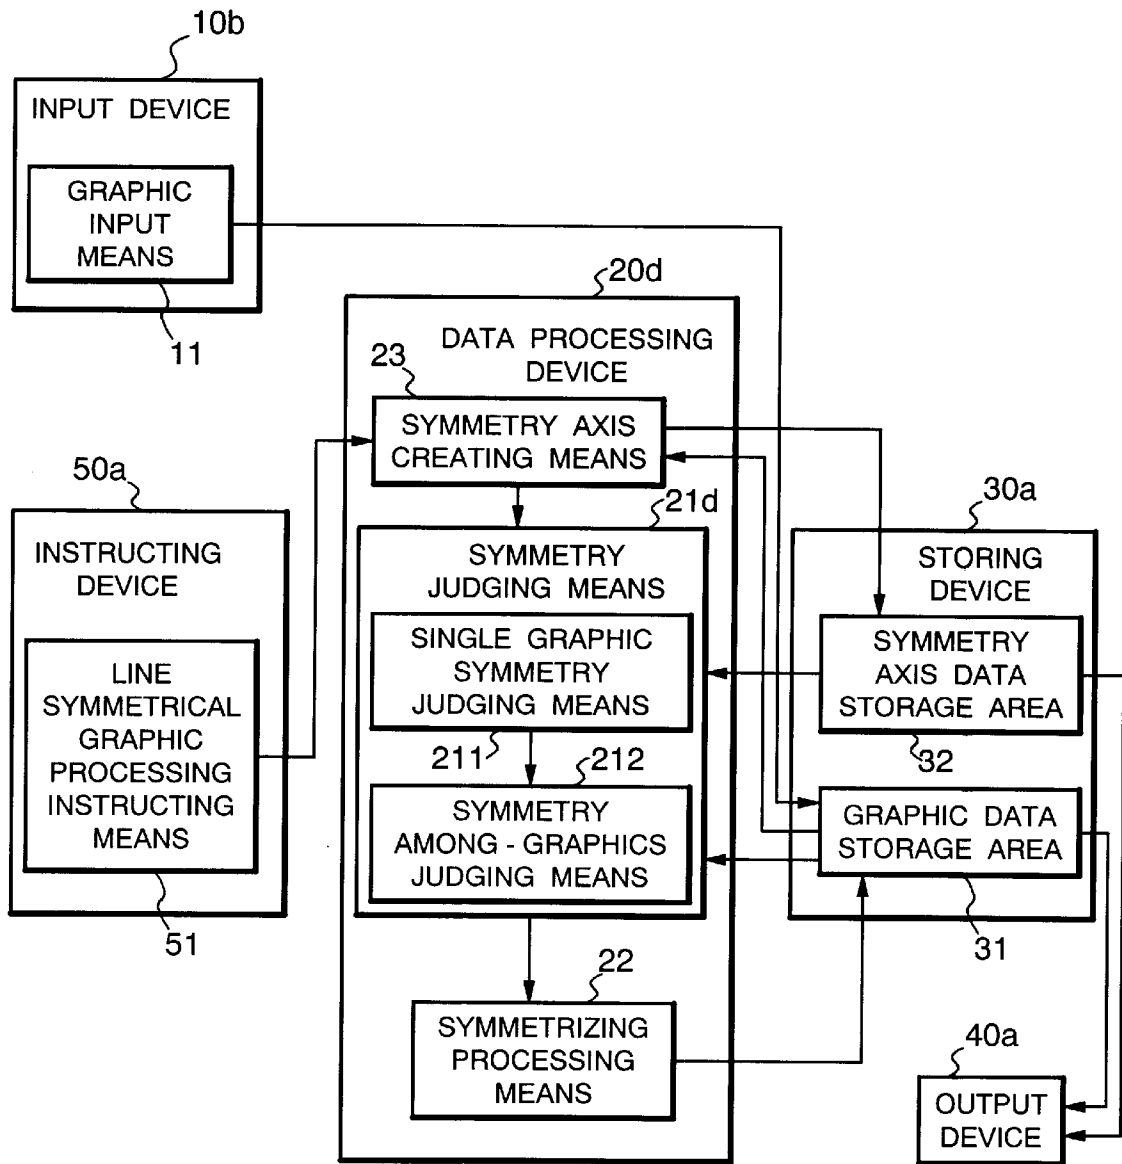 10b
INPUT DEVICE
GRAPHIC
INPUT
MEANS
11
20d
DATA PROCESSING
DEVICE
23
SYMMETRY AXIS
CREATING MEANS
50a
INSTRUCTING
DEVICE
LINE
SYMMETRICAL
GRAPHIC
PROCESSING
INSTRUCTING
MEANS
51
21d
SYMMETRY
JUDGING MEANS
SINGLE GRAPHIC
SYMMETRY
JUDGING MEANS
211
212
SYMMETRY
AMONG - GRAPHICS
JUDGING MEANS
22
SYMMETRIZING
PROCESSING
MEANS
30a
STORING
DEVICE
SYMMETRY
AXIS DATA
STORAGE AREA
32
GRAPHIC DATA
STORAGE AREA
31
40a
OUTPUT
DEVICE